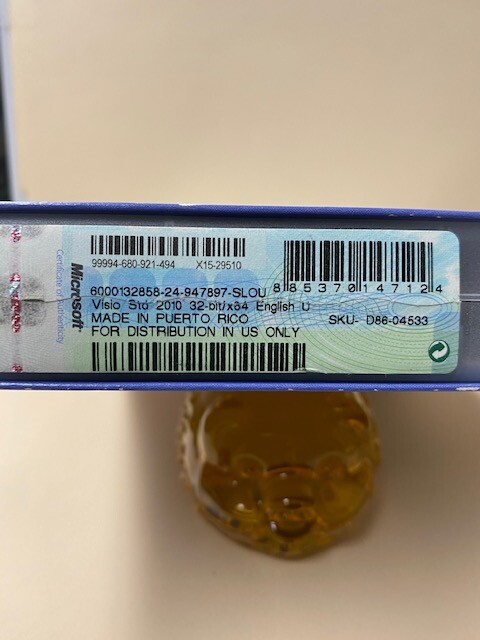 Microsoft
Certificate of Authenticity
99994-680-921-494 X15-29510
6000132858-24-947897-SLOU
Visio Std 2010 32-bit/x64 English U
MADE IN PUERTO RICO
FOR DISTRIBUTION IN US ONLY
8 85370 14712 4
SKU- D86-04533